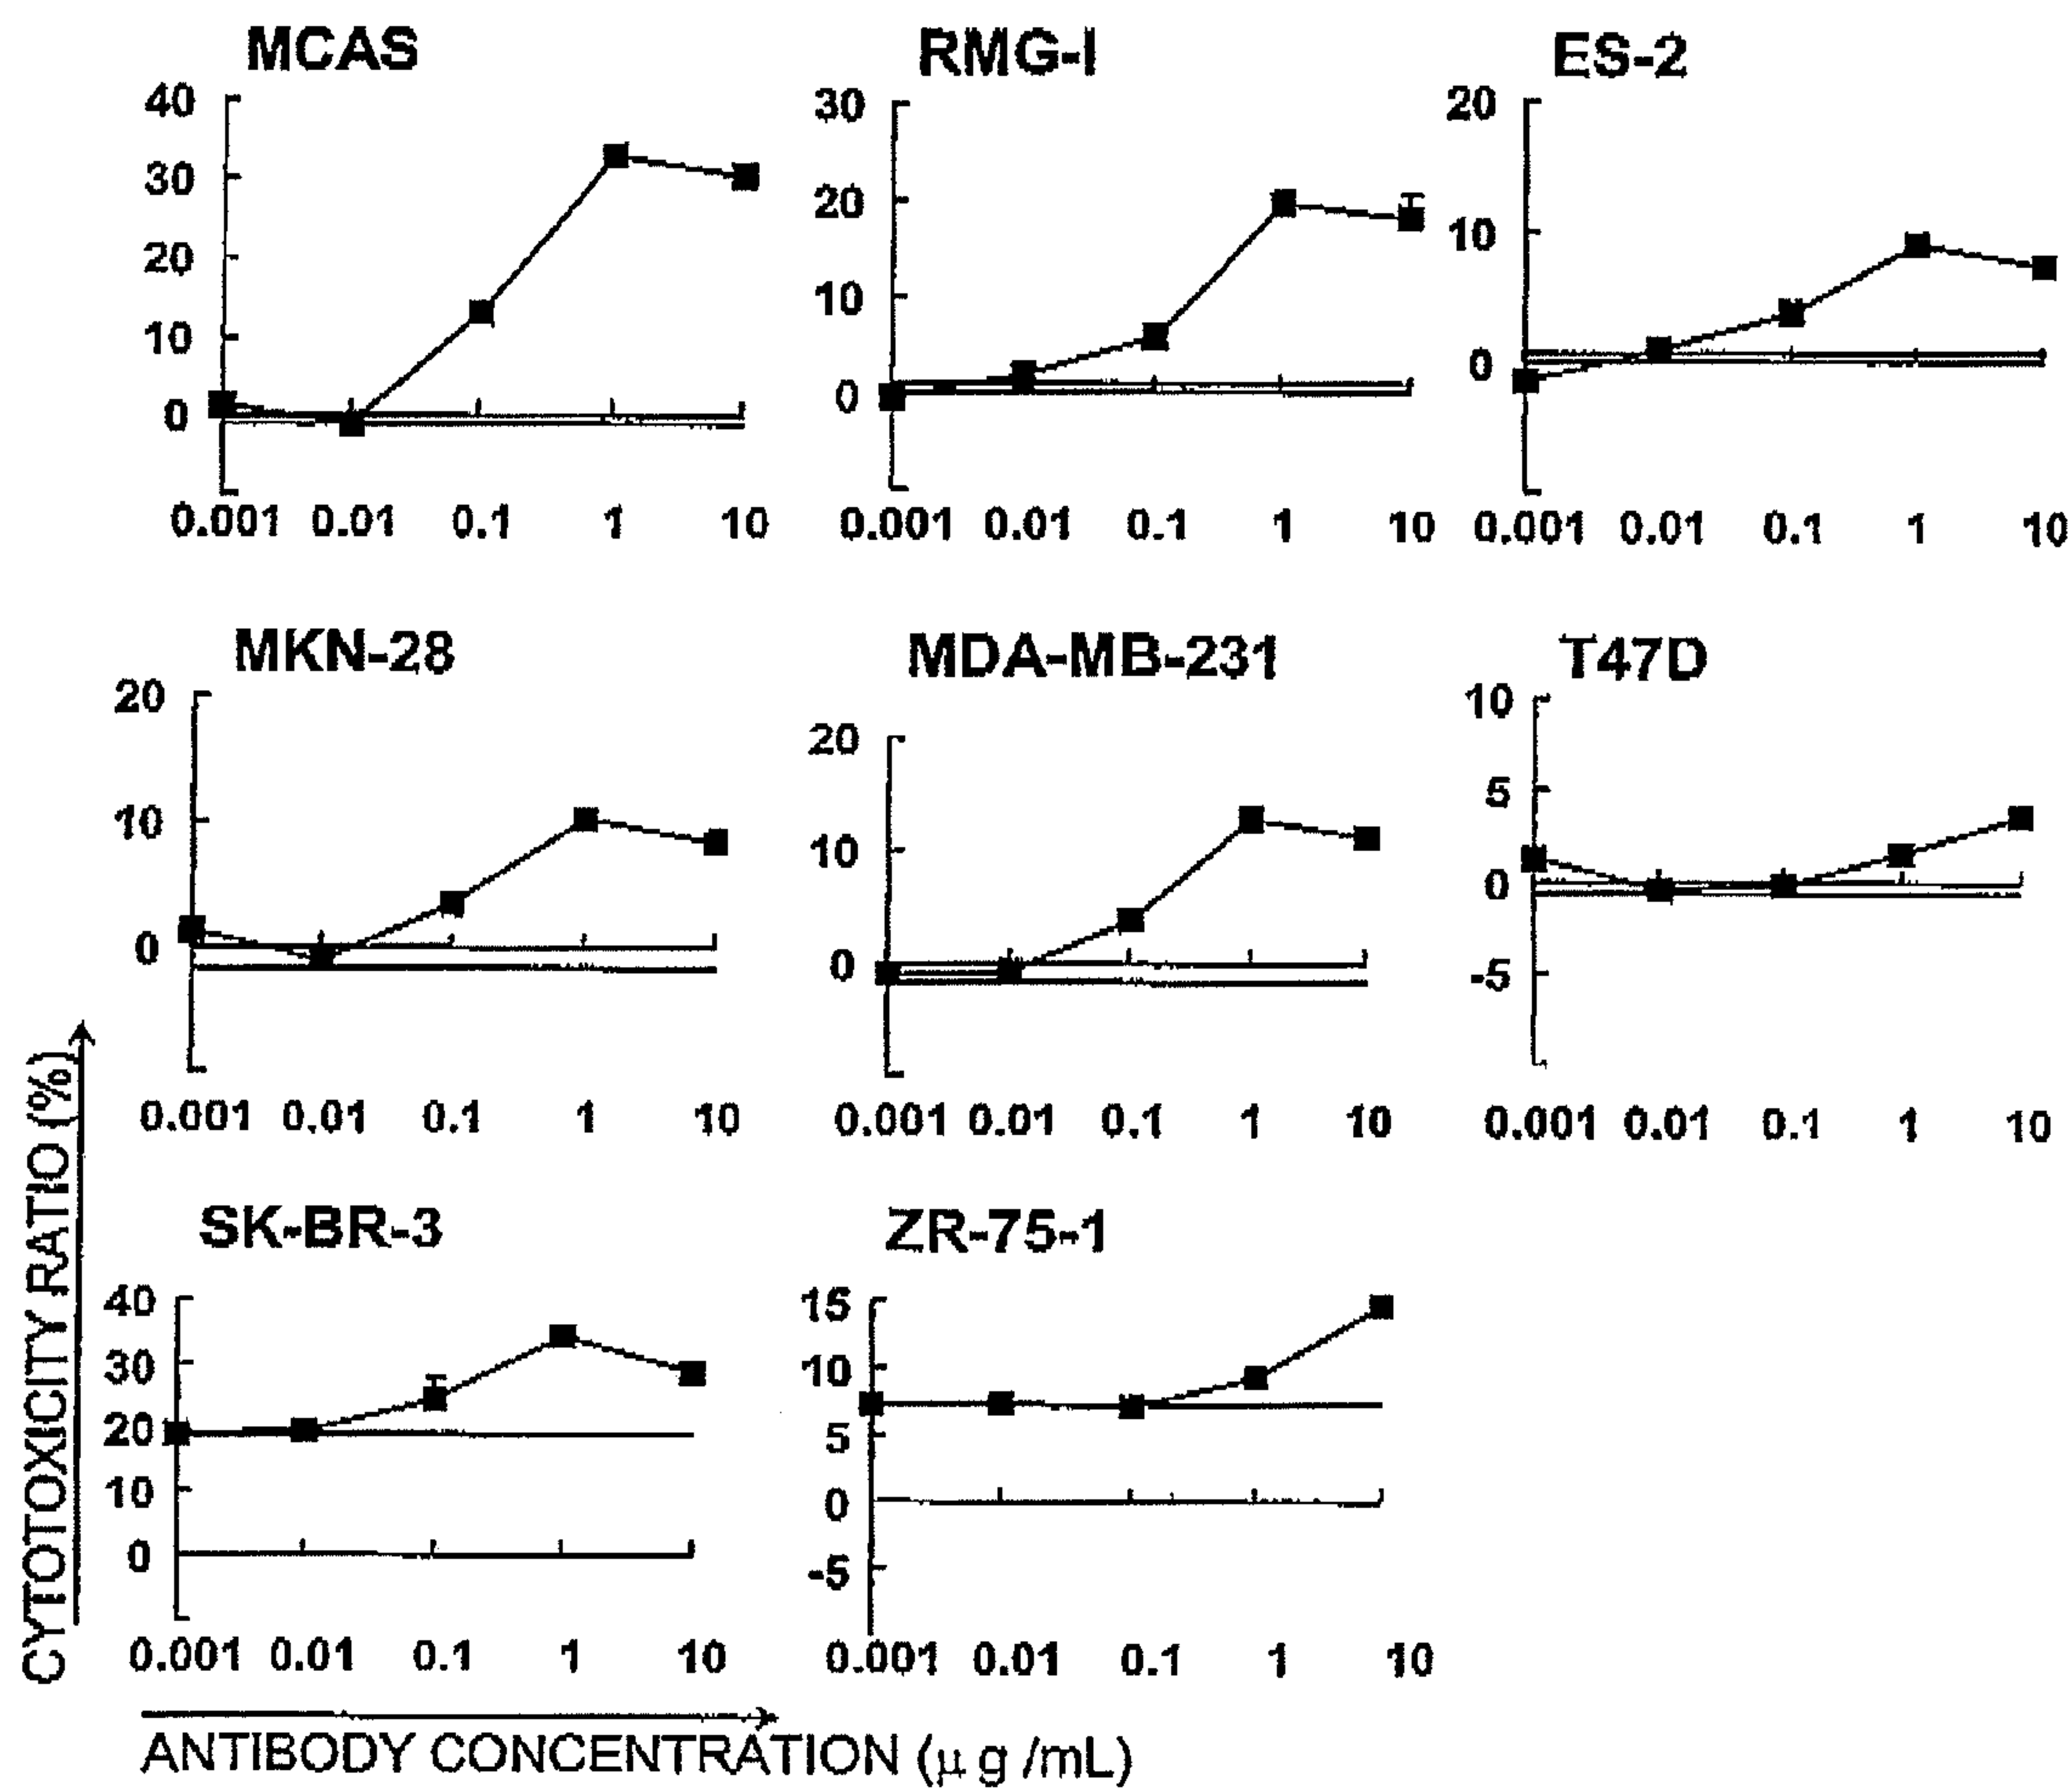 MCAS RMG-I ES-2
40
30
20
10
0
0.001 0.01 0.1 1 10
30
20
10
0
0.001 0.01 0.1 1 10
20
10
0
0.001 0.01 0.1 1 10
MKN-28 MDA-MB-231 T47D
20
10
0
0.001 0.01 0.1 1 10
20
10
0
0.001 0.01 0.1 1 10
10
5
0
-5
0.001 0.01 0.1 1 10
SK-BR-3 ZR-75-1
40
30
20
10
0
0.001 0.01 0.1 1 10
15
10
5
0
-5
0.001 0.01 0.1 1 10
CYTOTOXICITY RATIO (%)
ANTIBODY CONCENTRATION (μ g /mL)